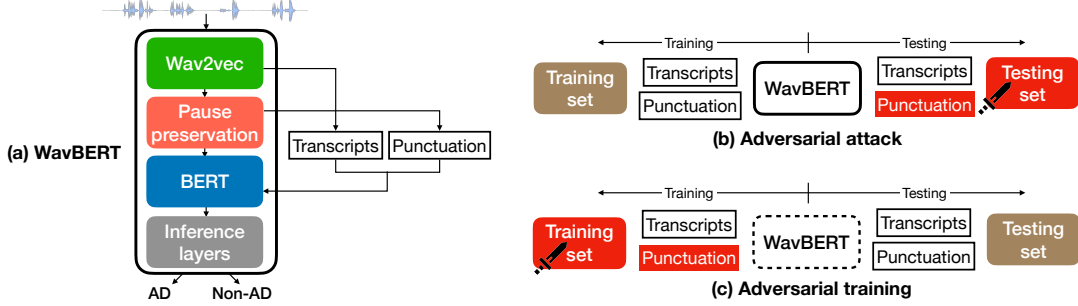 (a) WavBERT
Wav2vec
Pause
preservation
BERT
Inference
layers
AD
Non-AD
Transcripts
Punctuation
Training
Testing
Training
set
Transcripts
Punctuation
WavBERT
Transcripts
Punctuation
Testing
set
(b) Adversarial attack
Training
Testing
Training
set
Transcripts
Punctuation
WavBERT
Transcripts
Punctuation
Testing
set
(c) Adversarial training